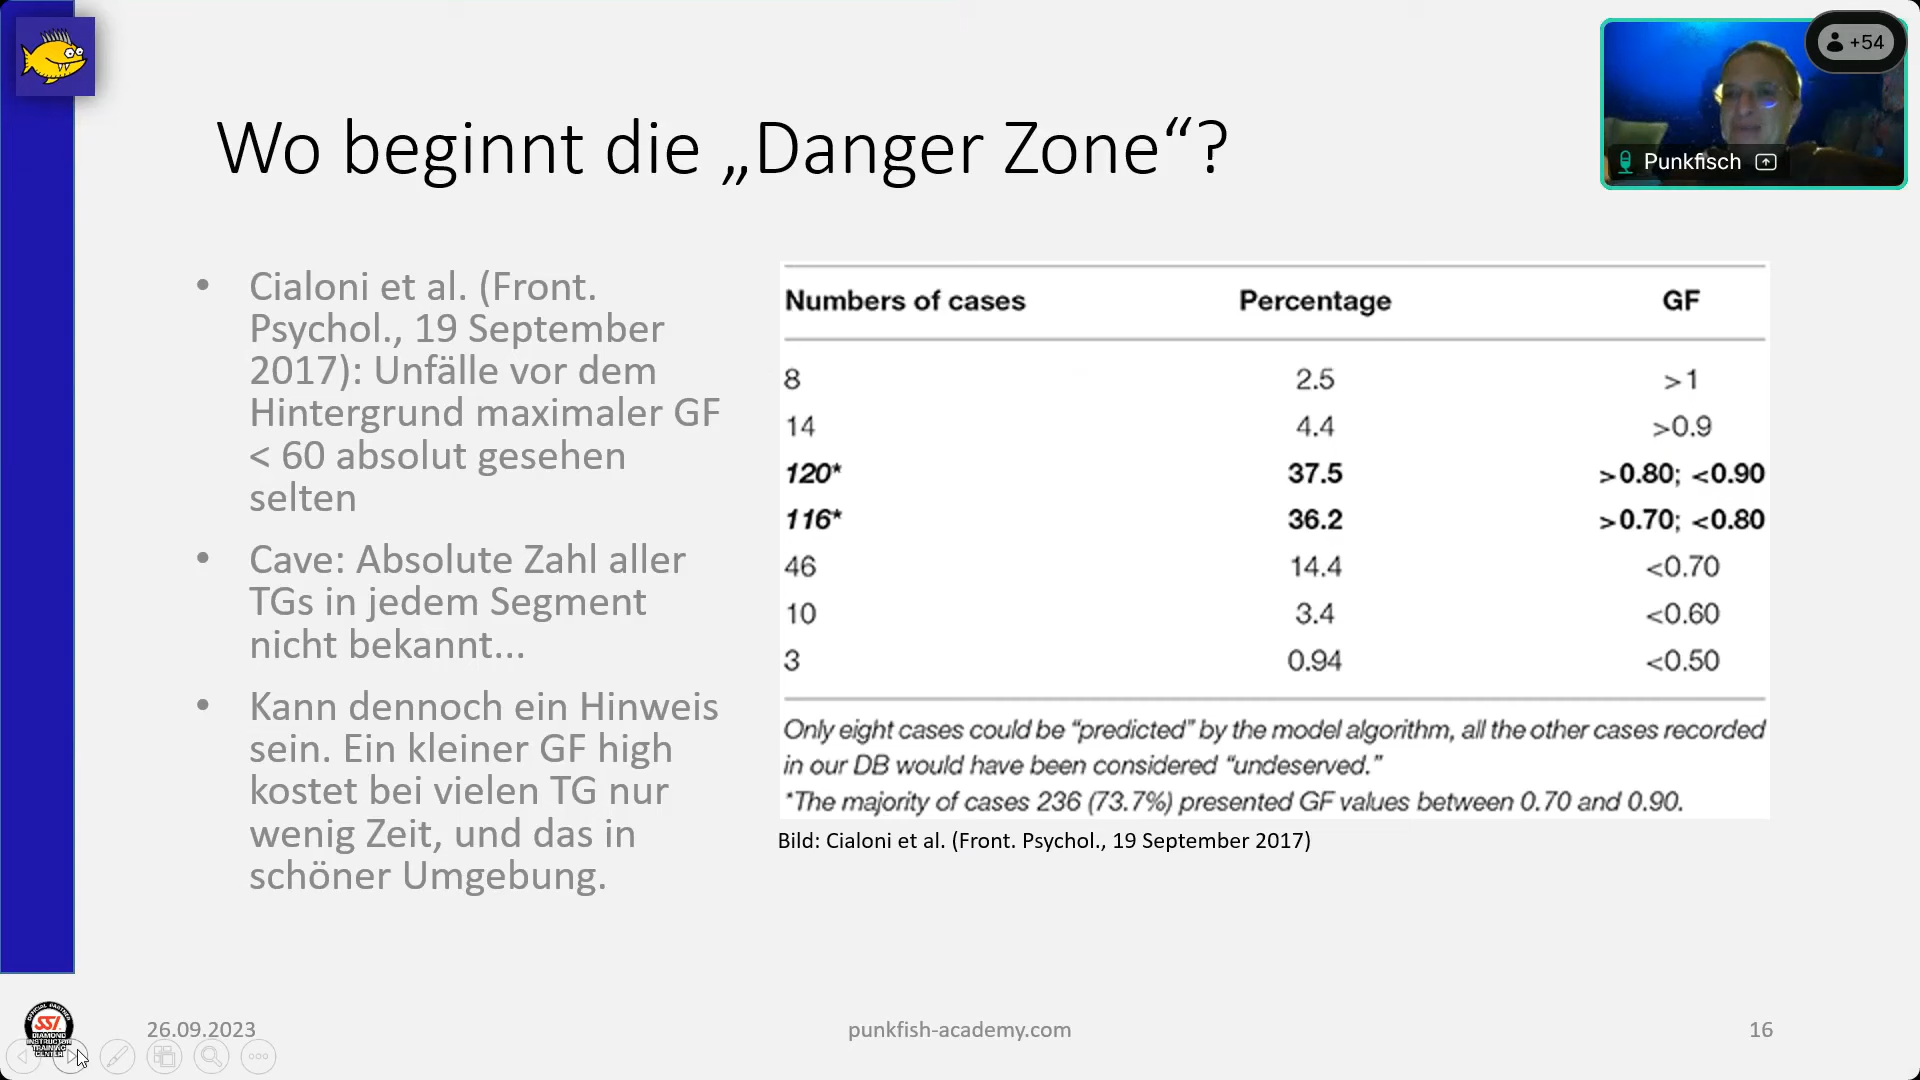 +54
Punkfisch
Wo beginnt die „Danger Zone“?
• Cialoni et al. (Front.
Psychol., 19 September
2017): Unfälle vor dem
Hintergrund maximaler GF
< 60 absolut gesehen
selten
• Cave: Absolute Zahl aller
TGs in jedem Segment
nicht bekannt...
• Kann dennoch ein Hinweis
sein. Ein kleiner GF high
kostet bei vielen TG nur
wenig Zeit, und das in
schöner Umgebung.
Numbers of cases Percentage GF
8 2.5 >1
14 4.4 >0.9
120* 37.5 >0.80; <0.90
116* 36.2 >0.70; <0.80
46 14.4 <0.70
10 3.4 <0.60
3 0.94 <0.50
Only eight cases could be “predicted” by the model algorithm, all the other cases recorded
in our DB would have been considered “undeserved.”
*The majority of cases 236 (73.7%) presented GF values between 0.70 and 0.90.
Bild: Cialoni et al. (Front. Psychol., 19 September 2017)
SSI
DIAMOND
INSTRUCTOR
TRAINING
CENTER
26.09.2023 punkfish-academy.com 16